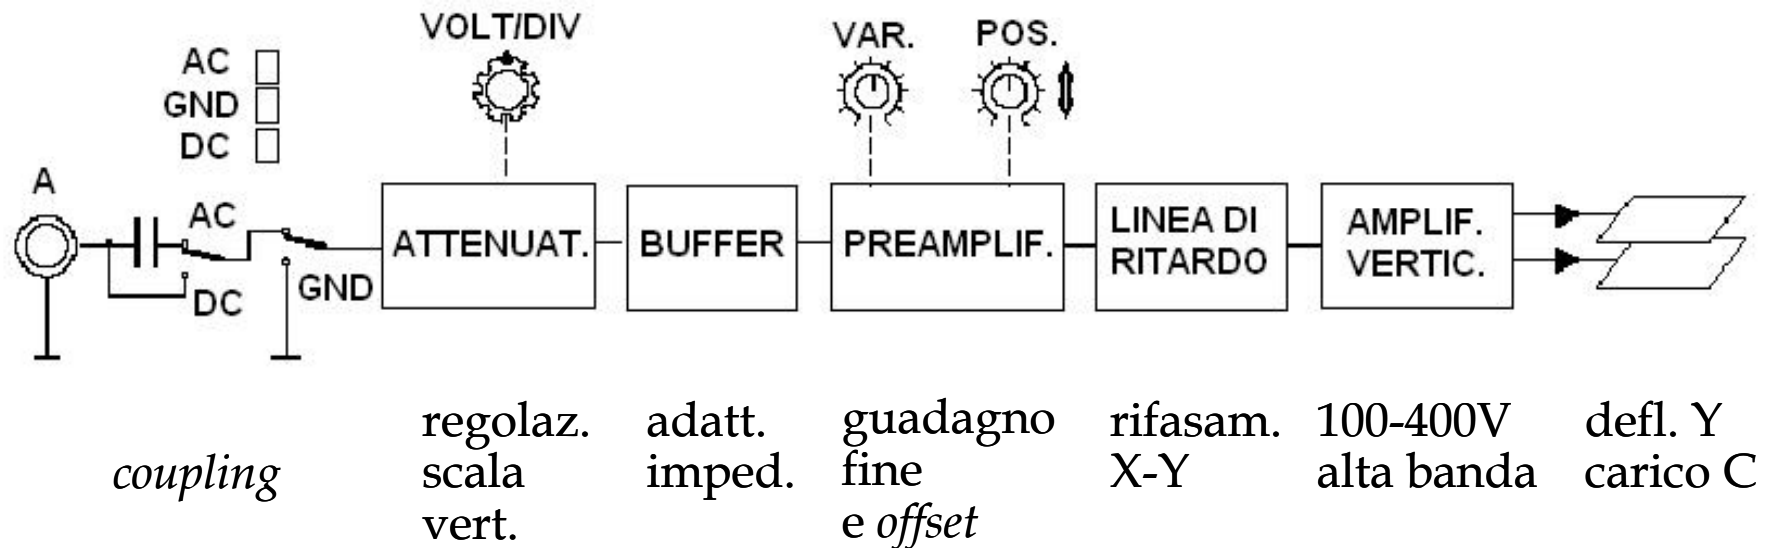 VOLT/DIV
VAR.
POS.
AC
GND
DC
A
AC
DC
GND
ATTENUAT.
BUFFER
PREAMPLIF.
LINEA DI
RITARDO
AMPLIF.
VERTIC.
coupling
regolaz.
scala
vert.
adatt.
imped.
guadagno
fine
e offset
rifasam.
X-Y
100-400V
alta banda
defl. Y
carico C